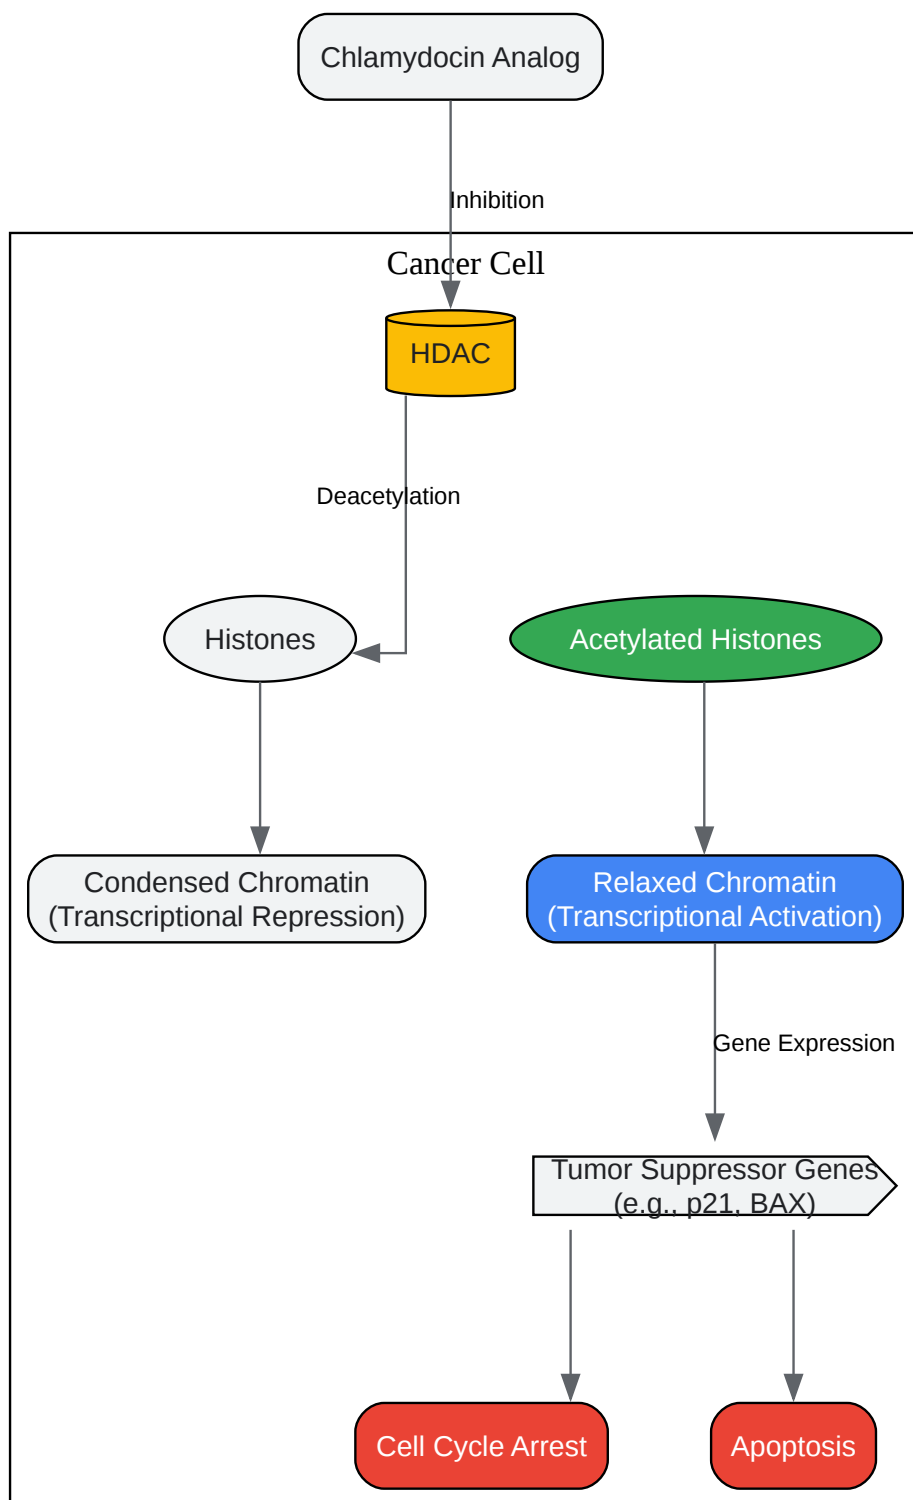 Chlamydocin Analog
Inhibition
Cancer Cell
HDAC
Deacetylation
Histones
Acetylated Histones
Condensed Chromatin
(Transcriptional Repression)
Relaxed Chromatin
(Transcriptional Activation)
Gene Expression
Tumor Suppressor Genes
(e.g., p21, BAX)
Cell Cycle Arrest
Apoptosis